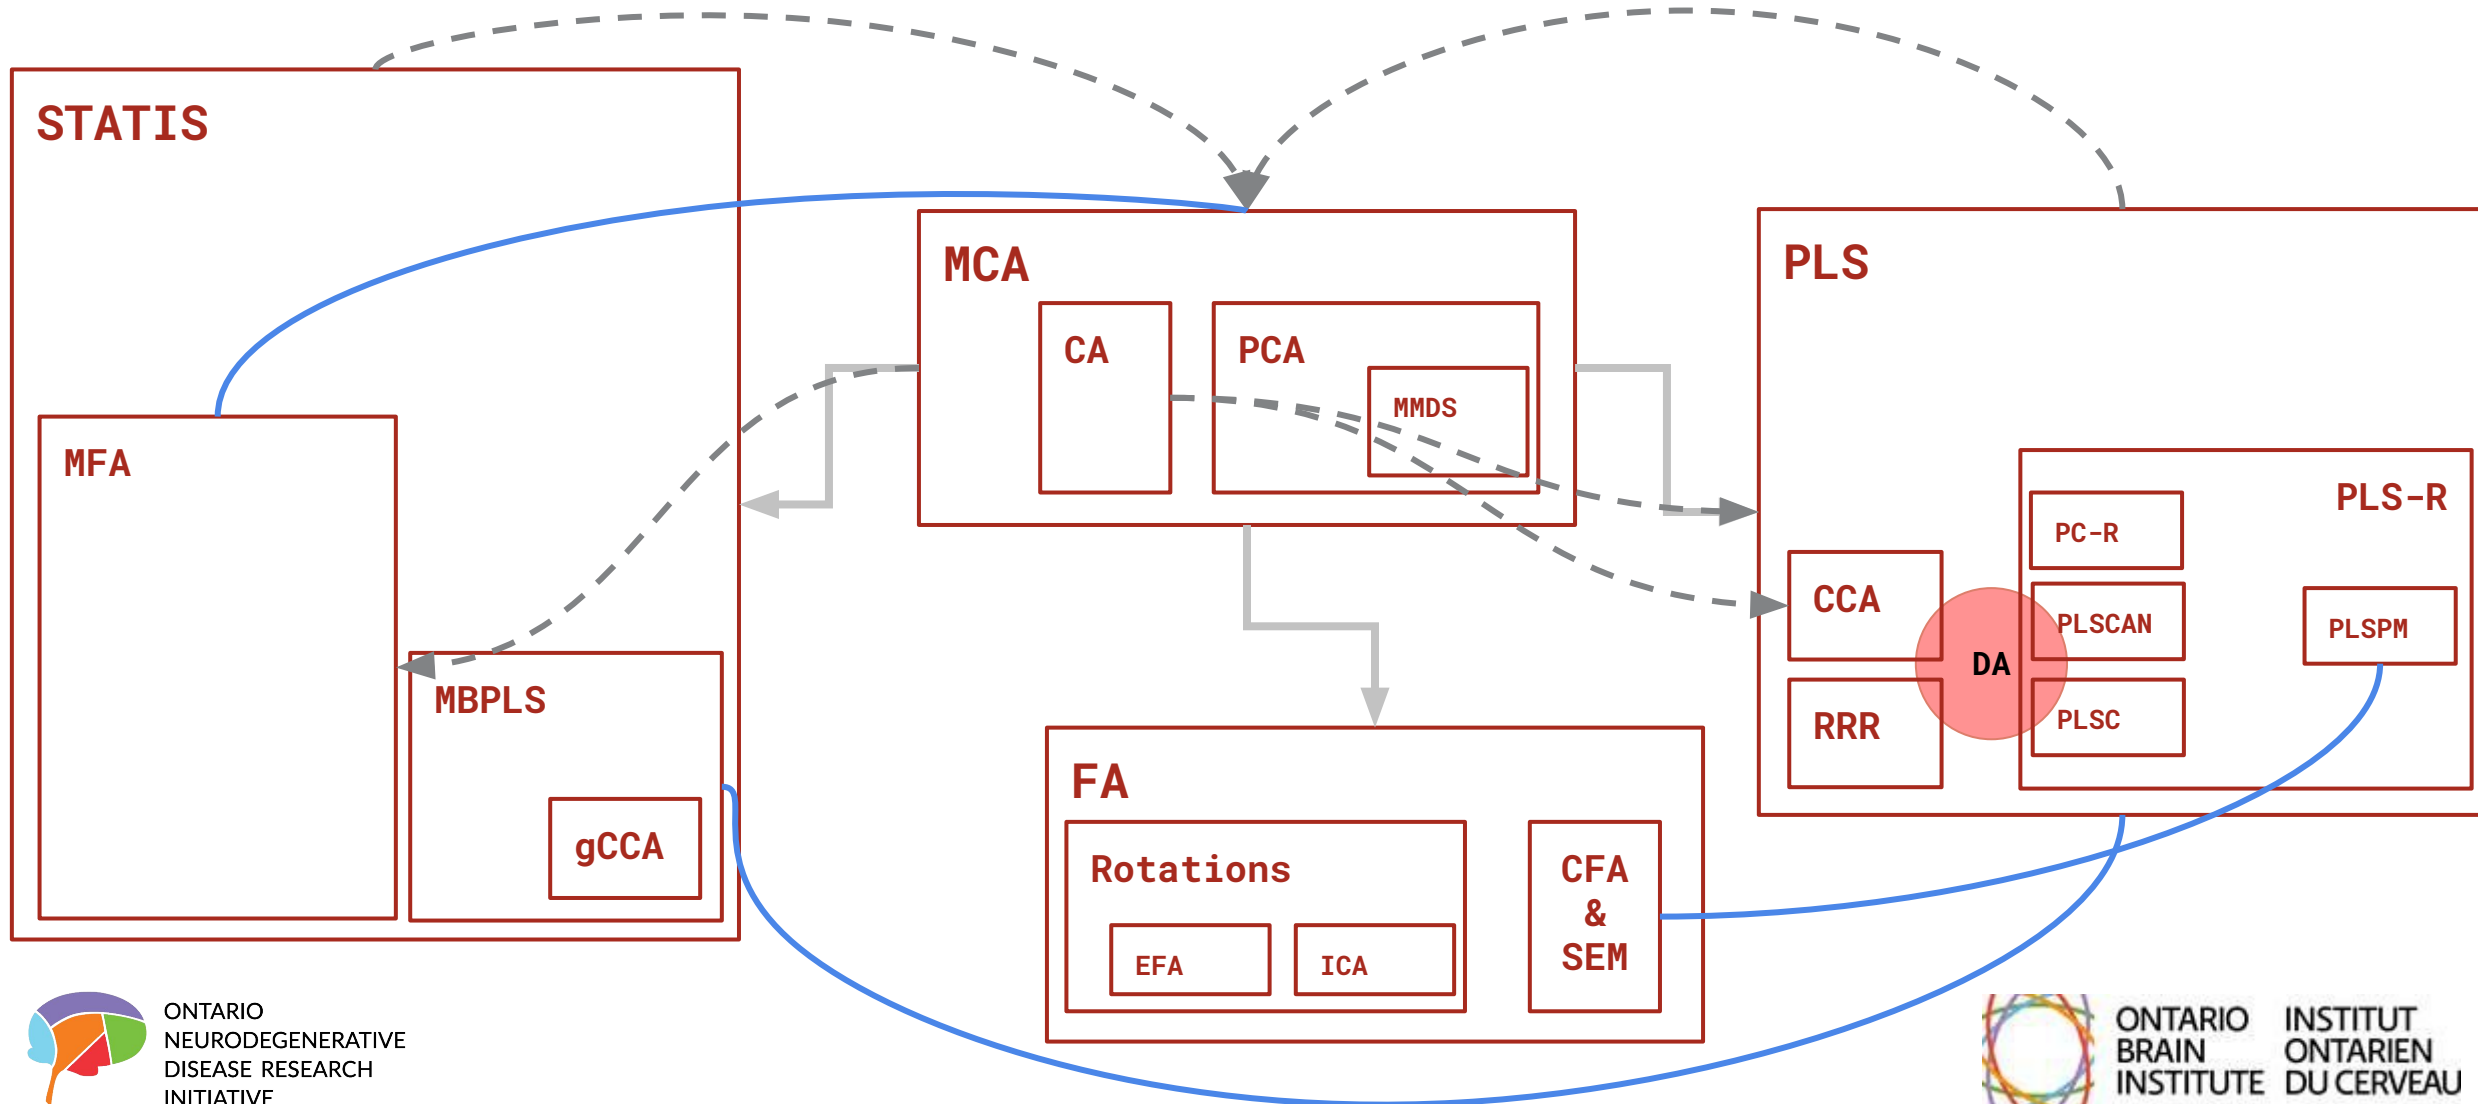 STATIS
MFA
MBPLS
gCCA
MCA
CA
PCA
MMDS
FA
Rotations
EFA
ICA
CFA
&
SEM
PLS
PLS-R
PC-R
CCA
PLSCAN
PLSPM
DA
RRR
PLSC
ONTARIO
NEURODEGENERATIVE
DISEASE RESEARCH
INITIATIVE
ONTARIO
BRAIN
INSTITUTE
INSTITUT
ONTARIEN
DU CERVEAU